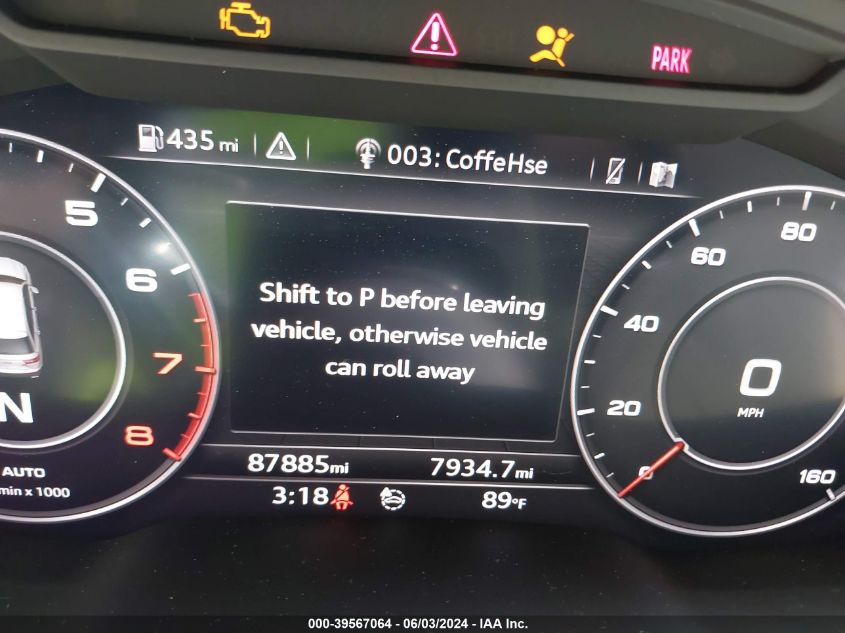 PARK
435 mi
003: CoffeHse
5
6
7
8
N
AUTO
min x 1000
Shift to P before leaving
vehicle, otherwise vehicle
can roll away
0
20
40
60
80
160
0
MPH
87885mi
7934.7mi
3:18
89°F
000-39567064 - 06/03/2024 - IAA Inc.